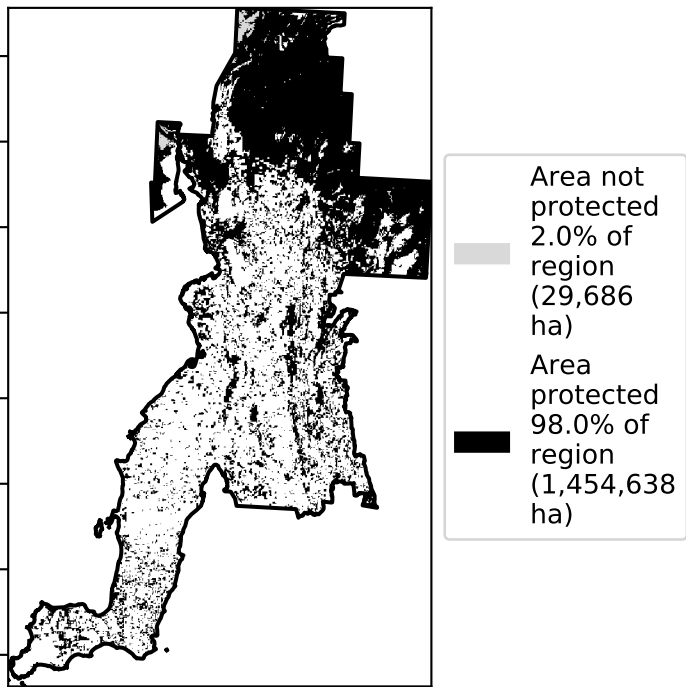 Area not
protected
2.0% of
region
(29,686
ha)
Area
protected
98.0% of
region
(1,454,638
ha)